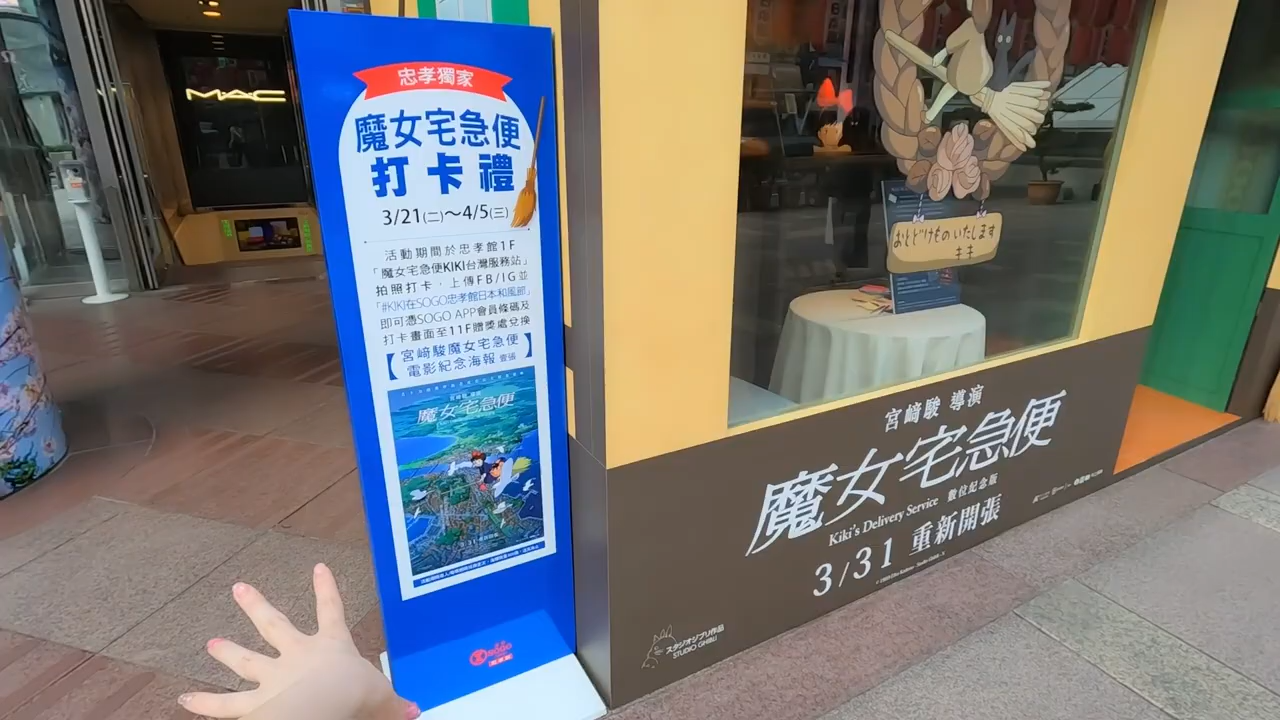 MAC
忠孝獨家
魔女宅急便
打卡禮
3/21(二)～4/5(三)
活動期間於忠孝館1F
「魔女宅急便KIKI台灣服務站」
拍照打卡，上傳FB/IG並
「#KIKI在SOGO忠孝館日本和風節」
即可憑SOGO APP會員條碼及
打卡畫面至11F贈獎處兌換
【宮﨑駿魔女宅急便
電影紀念海報 壹張】
魔女宅急便
SOGO
おとどけもの いたします
キキ
宮﨑駿 導演
魔女宅急便
Kiki's Delivery Service 數位紀念版
3/31 重新開張
スタジオジブリ作品
STUDIO GHIBLI